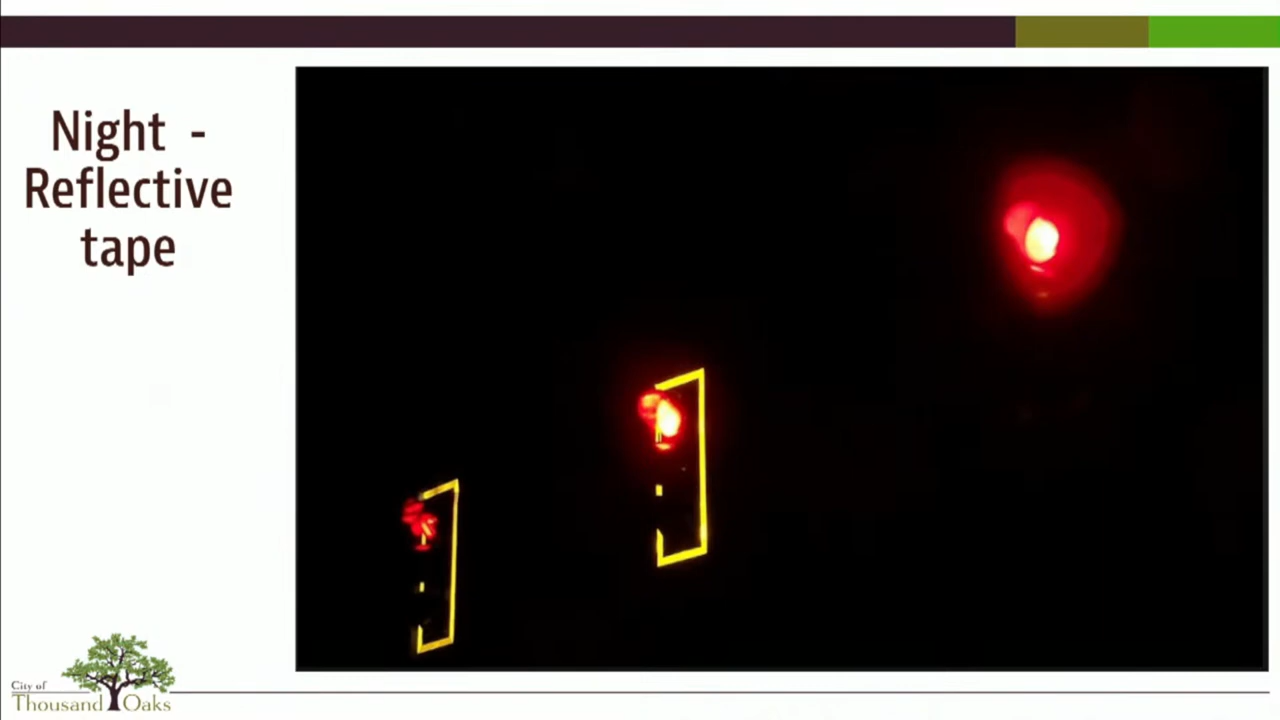 Night -
Reflective
tape
City of
Thousand Oaks